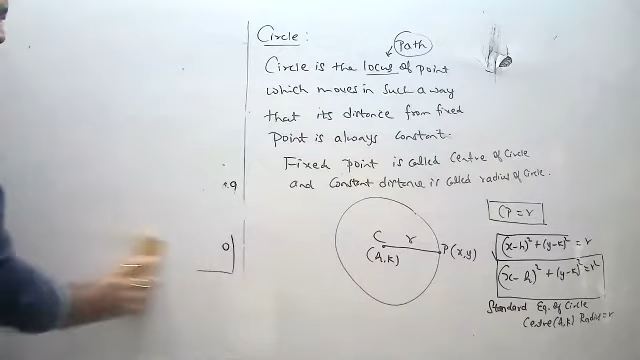 Circle:
Path
Circle is the locus of point
which moves in such a way
that its distance from fixed
point is always constant.
Fixed point is called Centre of Circle
and Constant distance is called radius of circle.
CP = r
C r P(x,y)
(h,k)
√(x-h)² + (y-k)² = r
(x-h)² + (y-k)² = r²
Standard Eq. of Circle
Centre(h,k) Radius=r